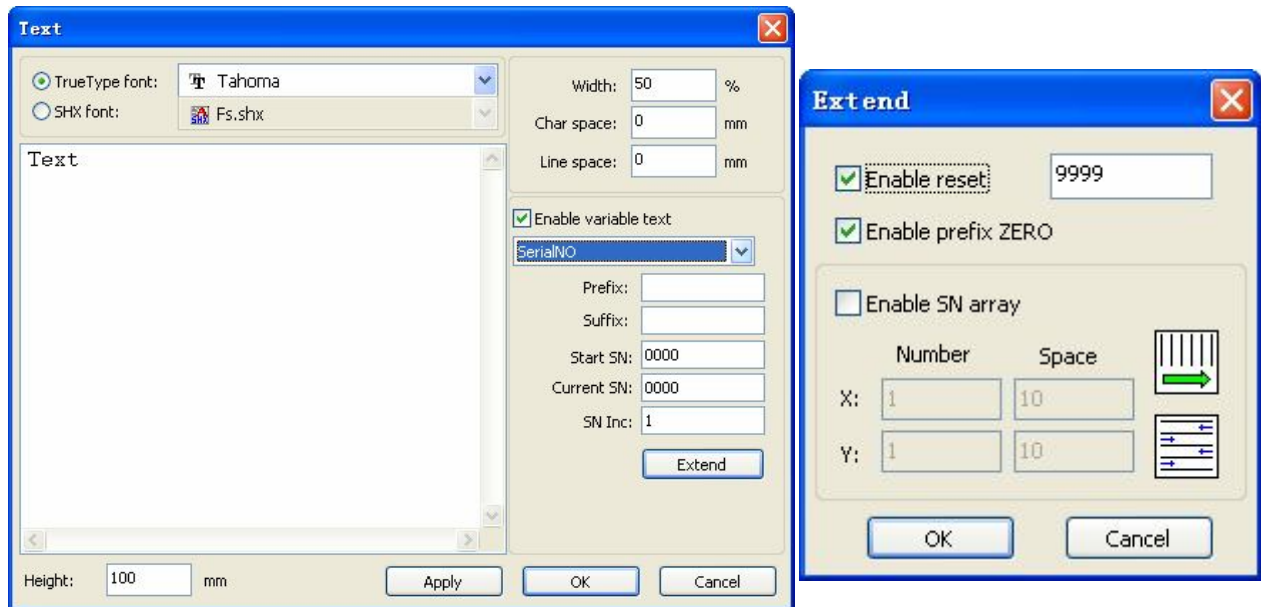 Text
TrueType font: Tahoma
SHX font: Fs.shx
Text
Width: 50 %
Char space: 0 mm
Line space: 0 mm
Enable variable text
SerialNO
Prefix:
Suffix:
Start SN: 0000
Current SN: 0000
SN Inc: 1
Extend
Height: 100 mm
Apply
OK
Cancel
Extend
Enable reset 9999
Enable prefix ZERO
Enable SN array
Number Space
X: 1 10
Y: 1 10
OK Cancel